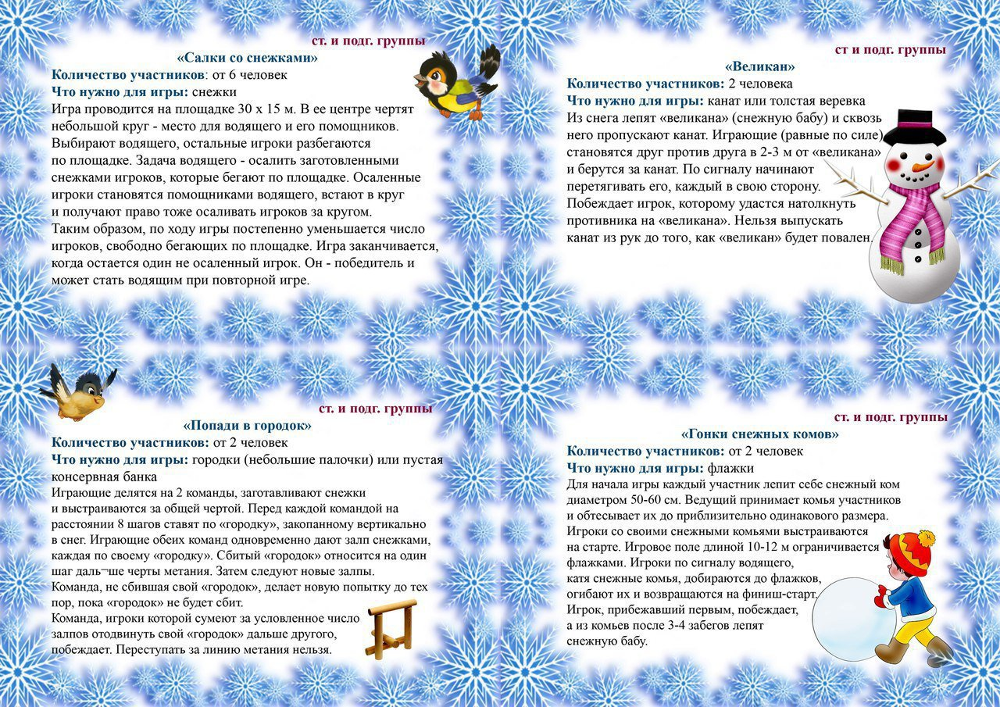 ст. и подг. группы
«Салки со снежками»
Количество участников: от 6 человек
Что нужно для игры: снежки
Игра проводится на площадке 30 х 15 м. В ее центре чертят
небольшой круг - место для водящего и его помощников.
Выбирают водящего, остальные игроки разбегаются
по площадке. Задача водящего - осалить заготовленными
снежками игроков, которые бегают по площадке. Осаленные
игроки становятся помощниками водящего, встают в круг
и получают право тоже осаливать игроков за кругом.
Таким образом, по ходу игры постепенно уменьшается число
игроков, свободно бегающих по площадке. Игра заканчивается,
когда остается один не осаленный игрок. Он - победитель и
может стать водящим при повторной игре.
ст и подг. группы
«Великан»
Количество участников: 2 человека
Что нужно для игры: канат или толстая веревка
Из снега лепят «великана» (снежную бабу) и сквозь
него пропускают канат. Играющие (равные по силе)
становятся друг против друга в 2-3 м от «великана»
и берутся за канат. По сигналу начинают
перетягивать его, каждый в свою сторону.
Побеждает игрок, которому удастся натолкнуть
противника на «великана». Нельзя выпускать
канат из рук до того, как «великан» будет повален.
ст. и подг. группы
«Попади в городок»
Количество участников: от 2 человек
Что нужно для игры: городки (небольшие палочки) или пустая
консервная банка
Играющие делятся на 2 команды, заготавливают снежки
и выстраиваются за общей чертой. Перед каждой командой на
расстоянии 8 шагов ставят по «городку», закопанному вертикально
в снег. Играющие обеих команд одновременно дают залп снежками,
каждая по своему «городку». Сбитый «городок» относится на один
шаг даль¬ше черты метания. Затем следуют новые залпы.
Команда, не сбившая свой «городок», делает новую попытку до тех
пор, пока «городок» не будет сбит.
Команда, игроки которой сумеют за условленное число
залпов отодвинуть свой «городок» дальше другого,
побеждает. Переступать за линию метания нельзя.
ст. и подг. группы
«Гонки снежных комов»
Количество участников: от 2 человек
Что нужно для игры: флажки
Для начала игры каждый участник лепит себе снежный ком
диаметром 50-60 см. Ведущий принимает комья участников
и обтесывает их до приблизительно одинакового размера.
Игроки со своими снежными комьями выстраиваются
на старте. Игровое поле длиной 10-12 м ограничивается
флажками. Игроки по сигналу водящего,
катя снежные комья, добираются до флажков,
огибают их и возвращаются на финиш-старт.
Игрок, прибежавший первым, побеждает,
а из комьев после 3-4 забегов лепят
снежную бабу.